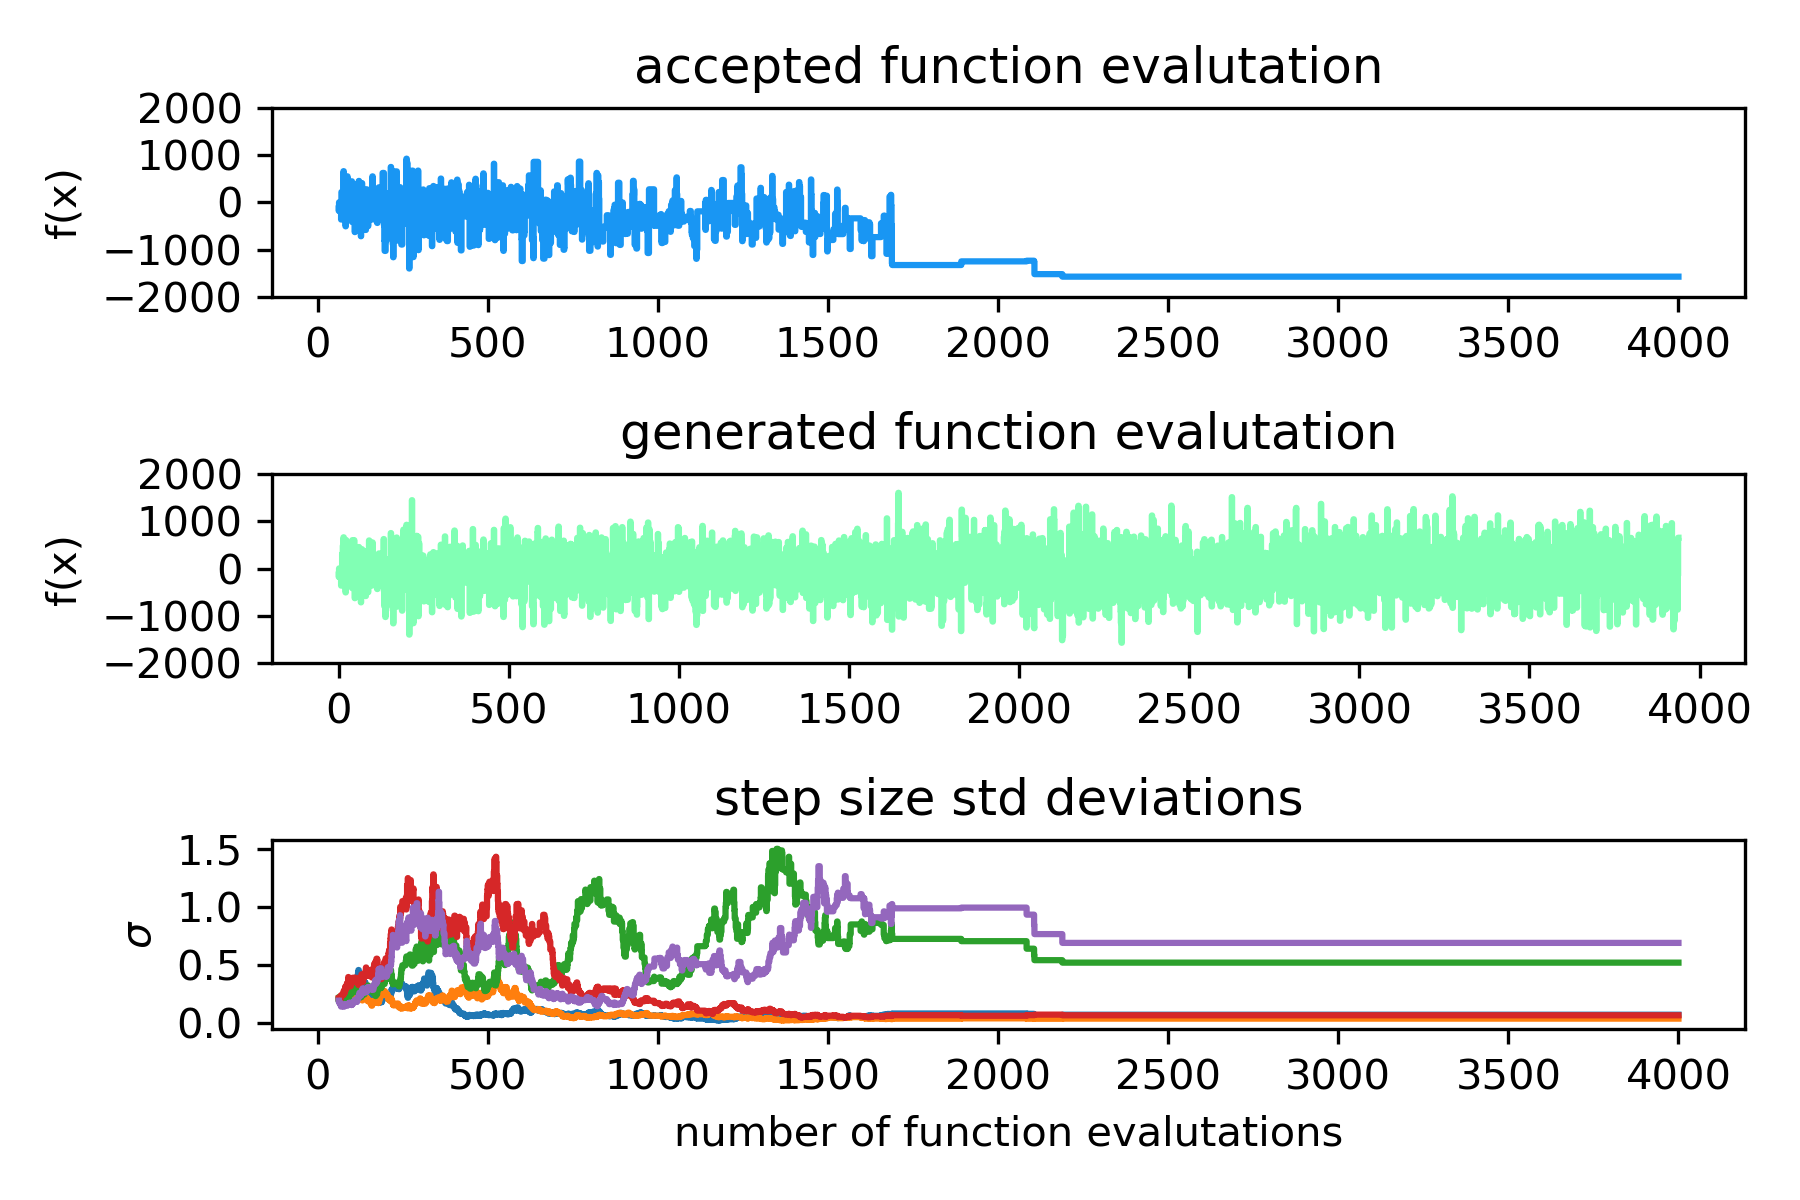 accepted function evalutation
2000
1000
0
−1000
−2000
f(x)
0 500 1000 1500 2000 2500 3000 3500 4000
generated function evalutation
2000
1000
0
−1000
−2000
f(x)
0 500 1000 1500 2000 2500 3000 3500 4000
step size std deviations
1.5
1.0
0.5
0.0
σ
0 500 1000 1500 2000 2500 3000 3500 4000
number of function evalutations